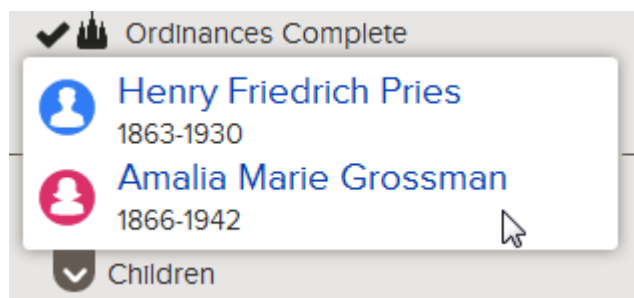 Ordinances Complete
Henry Friedrich Pries
1863-1930
Amalia Marie Grossman
1866-1942
Children